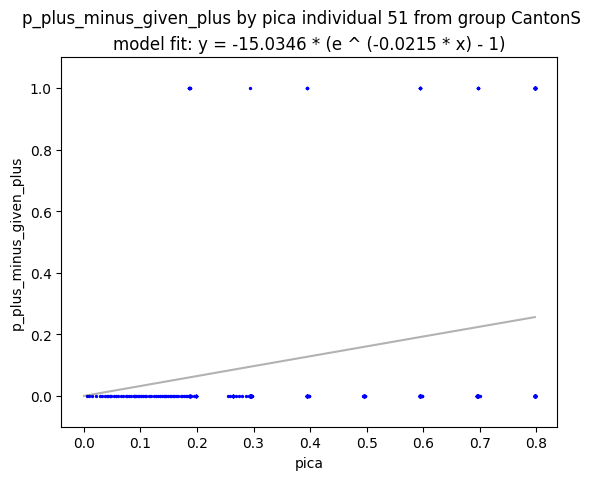 p_plus_minus_given_plus by pica individual 51 from group CantonS
model fit: y = -15.0346 * (e ^ (-0.0215 * x) - 1)
1.0
0.8
0.6
0.4
0.2
0.0
p_plus_minus_given_plus
0.0 0.1 0.2 0.3 0.4 0.5 0.6 0.7 0.8
pica